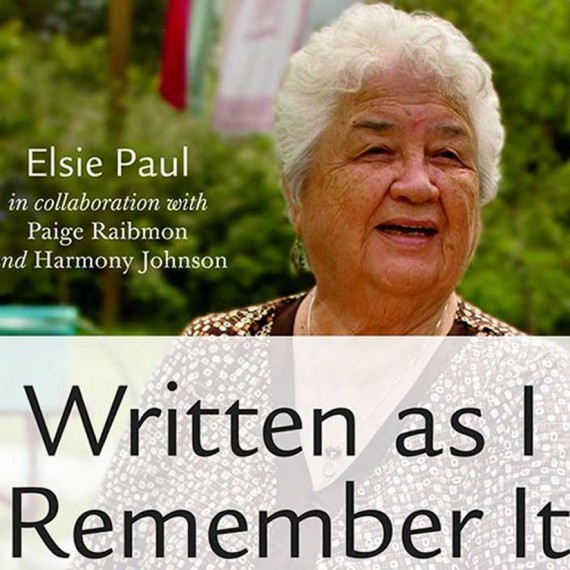 Elsie Paul
in collaboration with
Paige Raibmon
nd Harmony Johnson
Written as I
Remember It